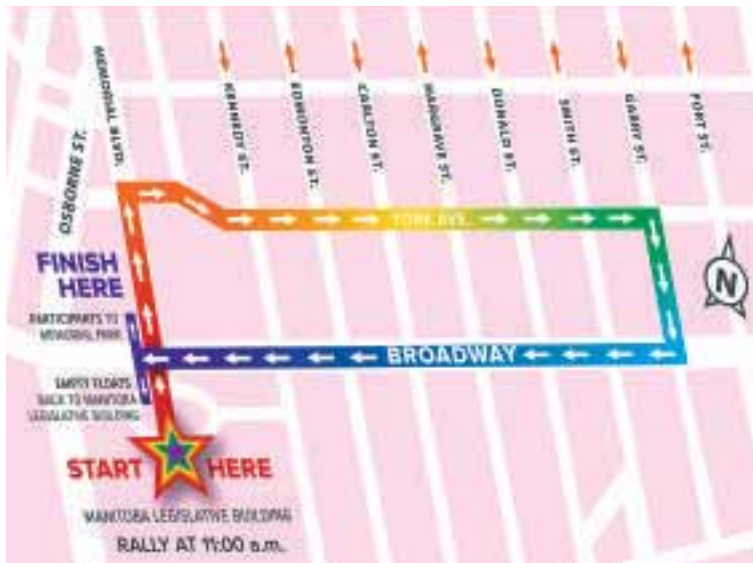 MEMORIAL BLVD.
OSBORNE ST.
KENNEDY ST.
EDMONTON ST.
CARLTON ST.
HARGRAVE ST.
DONALD ST.
SMITH ST.
GARRY ST.
FORT ST.
YORK AVE.
FINISH
HERE
N
PARTICIPANTS TO
MEMORIAL PARK
BROADWAY
EMPTY FLOATS
BACK TO MANITOBA
LEGISLATIVE BUILDING
START HERE
MANITOBA LEGISLATIVE BUILDING
RALLY AT 11:00 a.m.